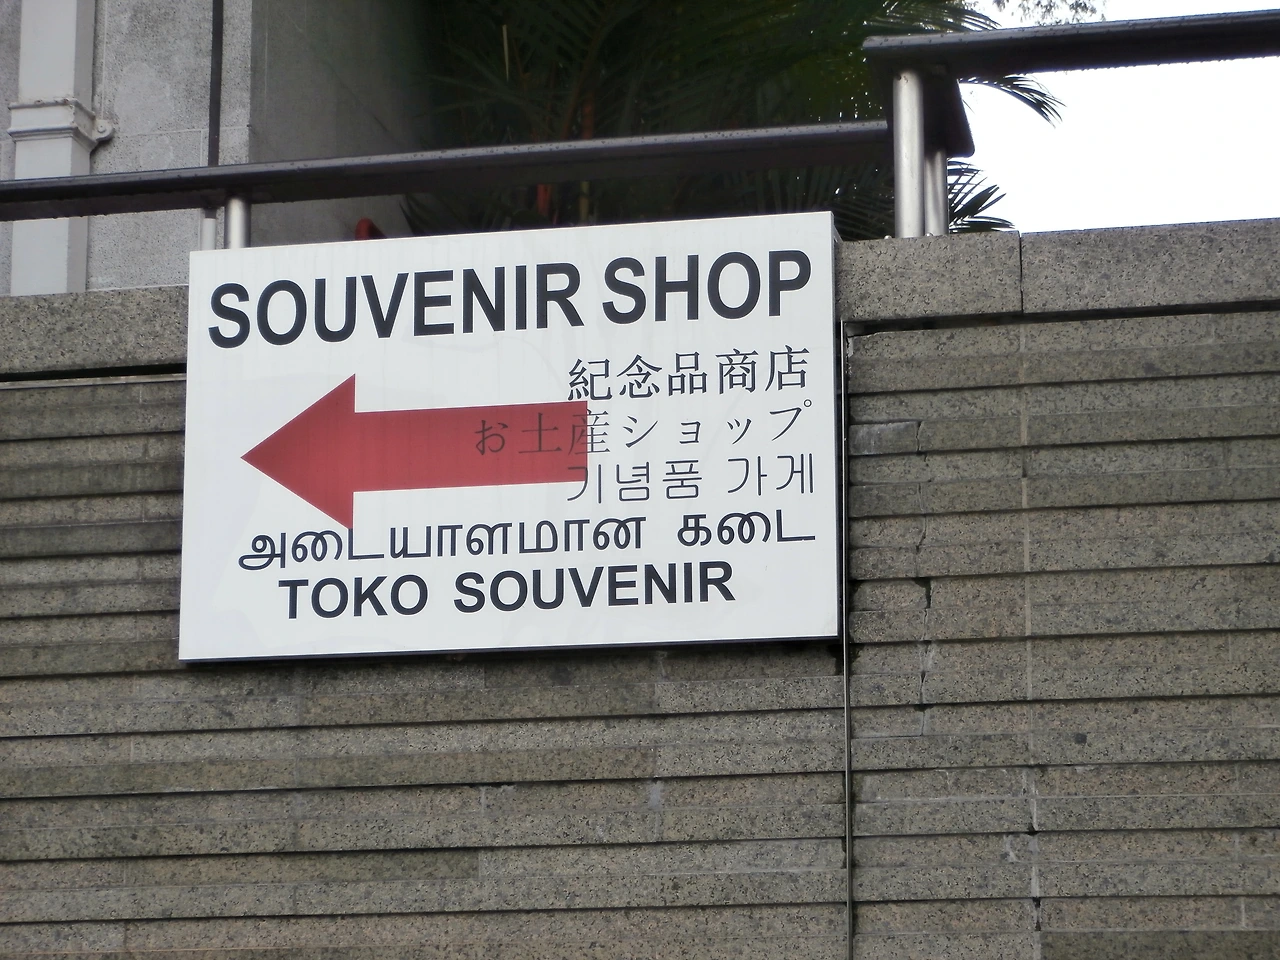 SOUVENIR SHOP
紀念品商店
お土産ショップ
기념품 가게
அடையாளமான கடை
TOKO SOUVENIR